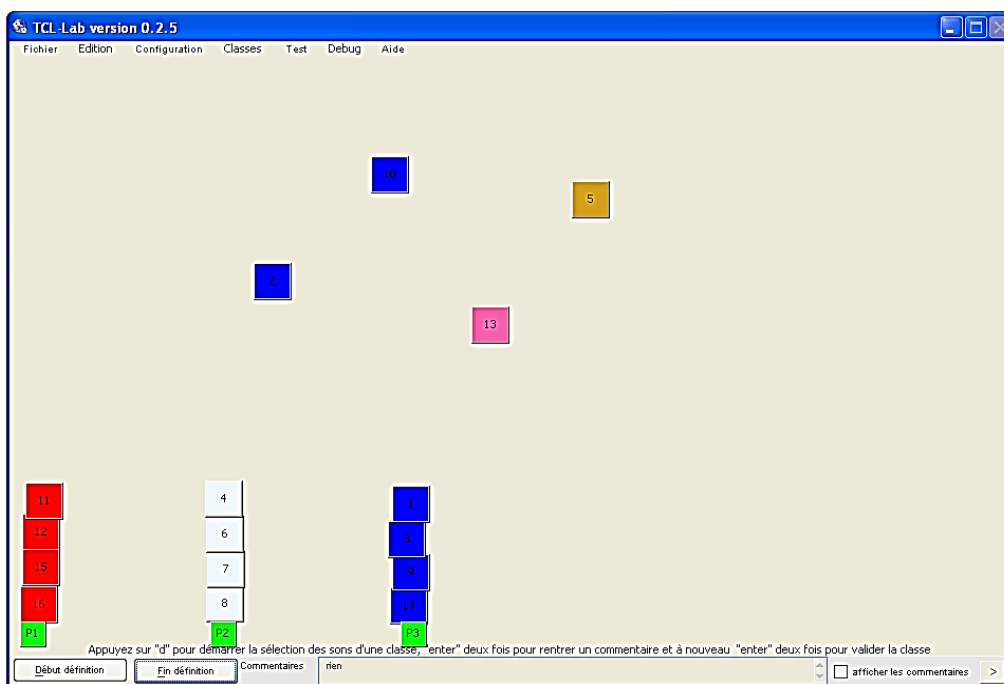 TCL-Lab version 0.2.5
Fichier Edition Configuration Classes Test Debug Aide
10
5
2
13
11 4 1
12 6 3
15 7 9
16 8 14
P1 P2 P3
Appuyez sur "d" pour démarrer la sélection des sons d'une classe, "enter" deux fois pour rentrer un commentaire et à nouveau "enter" deux fois pour valider la classe
Début définition Fin définition Commentaires rien afficher les commentaires >